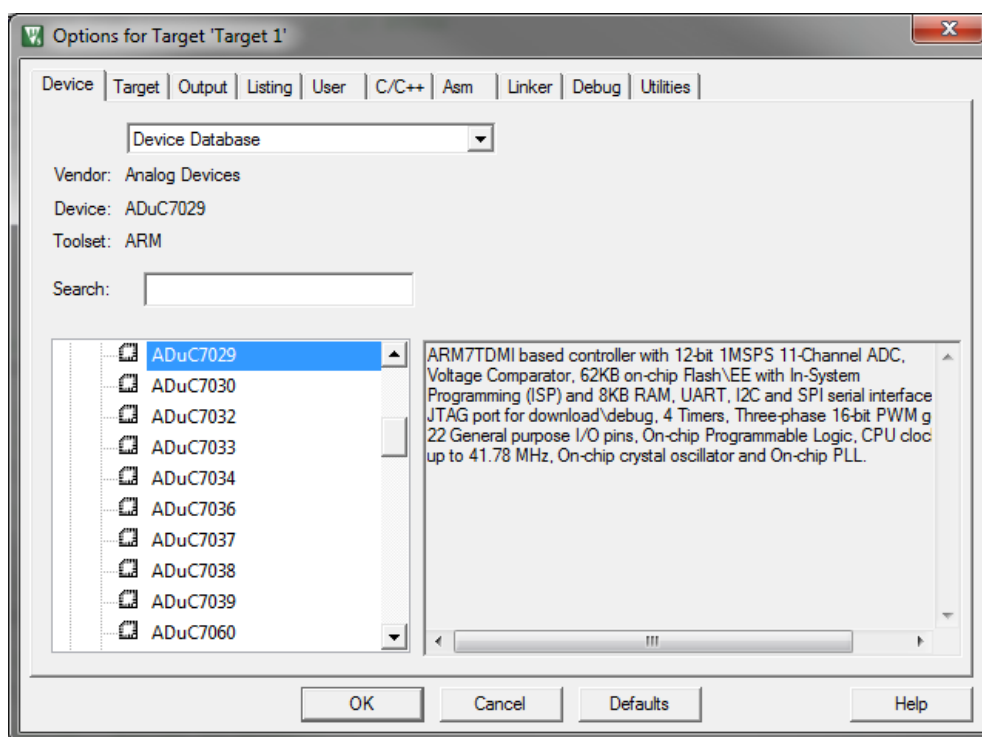 Options for Target 'Target 1'
Device Target Output Listing User C/C++ Asm Linker Debug Utilities
Device Database
Vendor: Analog Devices
Device: ADuC7029
Toolset: ARM
Search:
ADuC7029
ADuC7030
ADuC7032
ADuC7033
ADuC7034
ADuC7036
ADuC7037
ADuC7038
ADuC7039
ADuC7060
ARM7TDMI based controller with 12-bit 1MSPS 11-Channel ADC,
Voltage Comparator, 62KB on-chip Flash\EE with In-System
Programming (ISP) and 8KB RAM, UART, I2C and SPI serial interface
JTAG port for download\debug, 4 Timers, Three-phase 16-bit PWM g
22 General purpose I/O pins, On-chip Programmable Logic, CPU cloc
up to 41.78 MHz, On-chip crystal oscillator and On-chip PLL.
OK Cancel Defaults Help